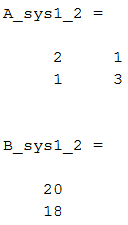 A_sys1_2 =
2 1
1 3
B_sys1_2 =
20
18